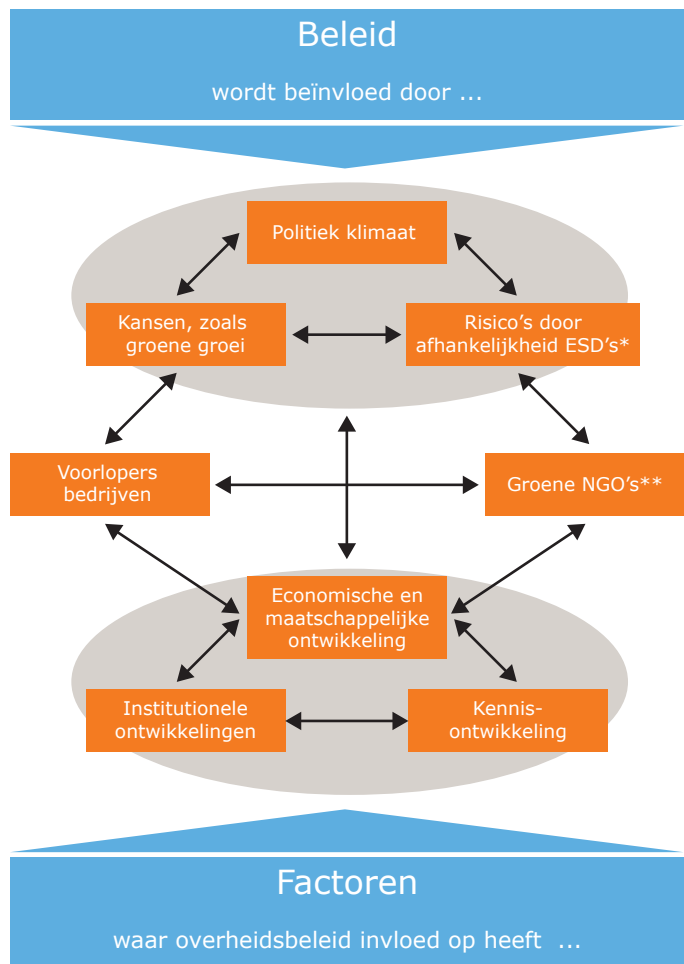 Beleid
wordt beïnvloed door ...
Politiek klimaat
Kansen, zoals
groene groei
Risico's door
afhankelijkheid ESD's*
Voorlopers
bedrijven
Groene NGO's**
Economische en
maatschappelijke
ontwikkeling
Institutionele
ontwikkelingen
Kennis-
ontwikkeling
Factoren
waar overheidsbeleid invloed op heeft ...